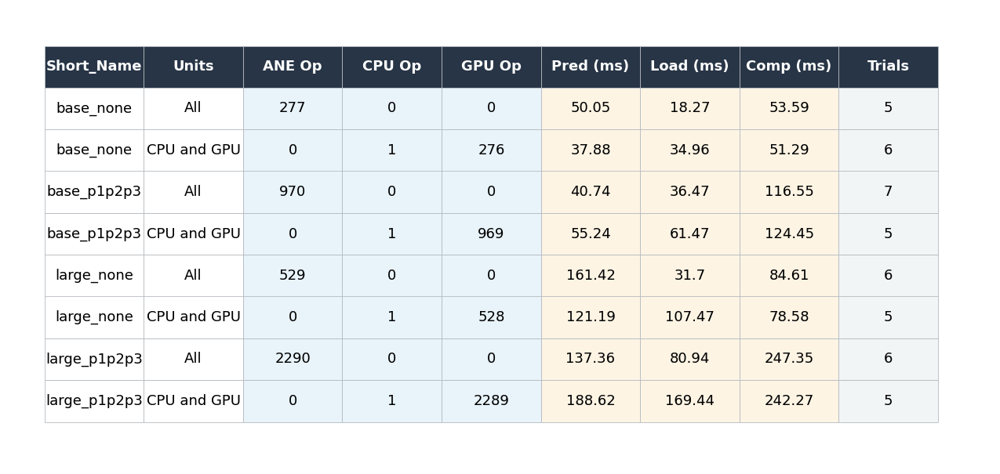 Short_Name Units ANE Op CPU Op GPU Op Pred (ms) Load (ms) Comp (ms) Trials
base_none All 277 0 0 50.05 18.27 53.59 5
base_none CPU and GPU 0 1 276 37.88 34.96 51.29 6
base_p1p2p3 All 970 0 0 40.74 36.47 116.55 7
base_p1p2p3 CPU and GPU 0 1 969 55.24 61.47 124.45 5
large_none All 529 0 0 161.42 31.7 84.61 6
large_none CPU and GPU 0 1 528 121.19 107.47 78.58 5
large_p1p2p3 All 2290 0 0 137.36 80.94 247.35 6
large_p1p2p3 CPU and GPU 0 1 2289 188.62 169.44 242.27 5